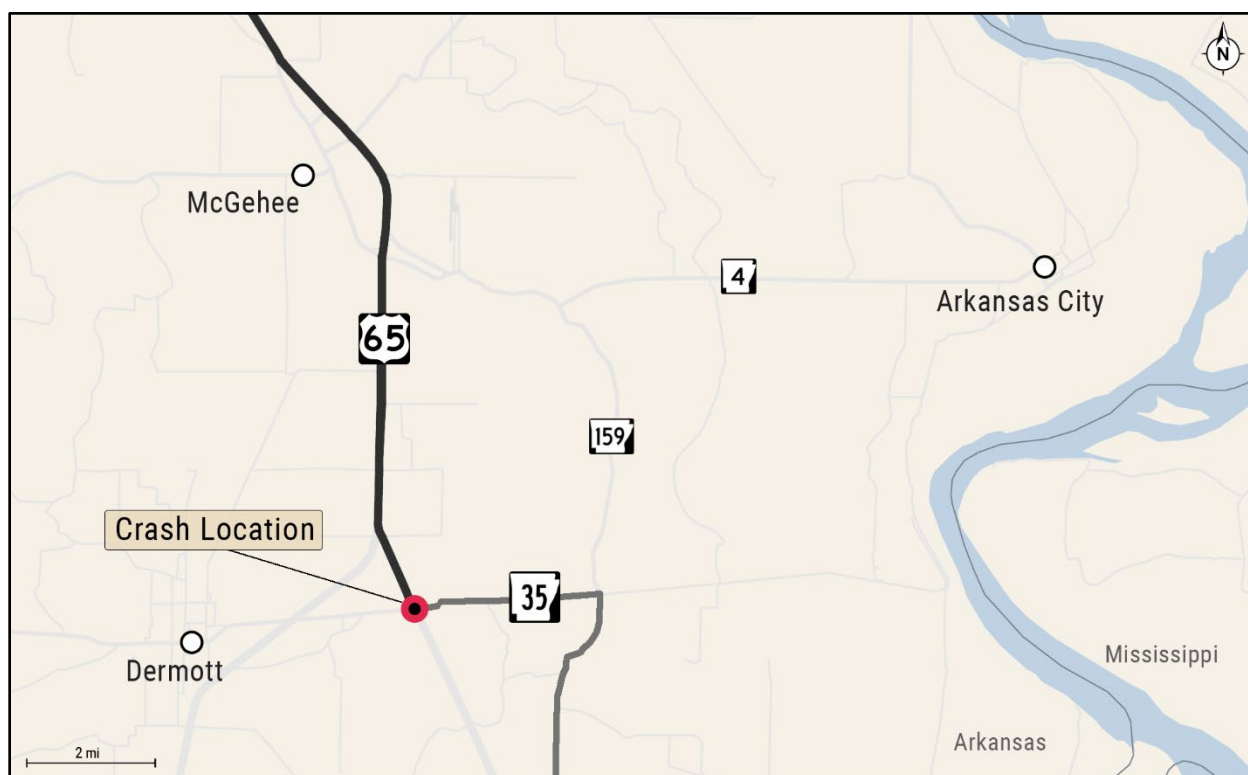 N
McGehee
4
Arkansas City
65
159
Crash Location
35
Dermott
Mississippi
Arkansas
2 mi